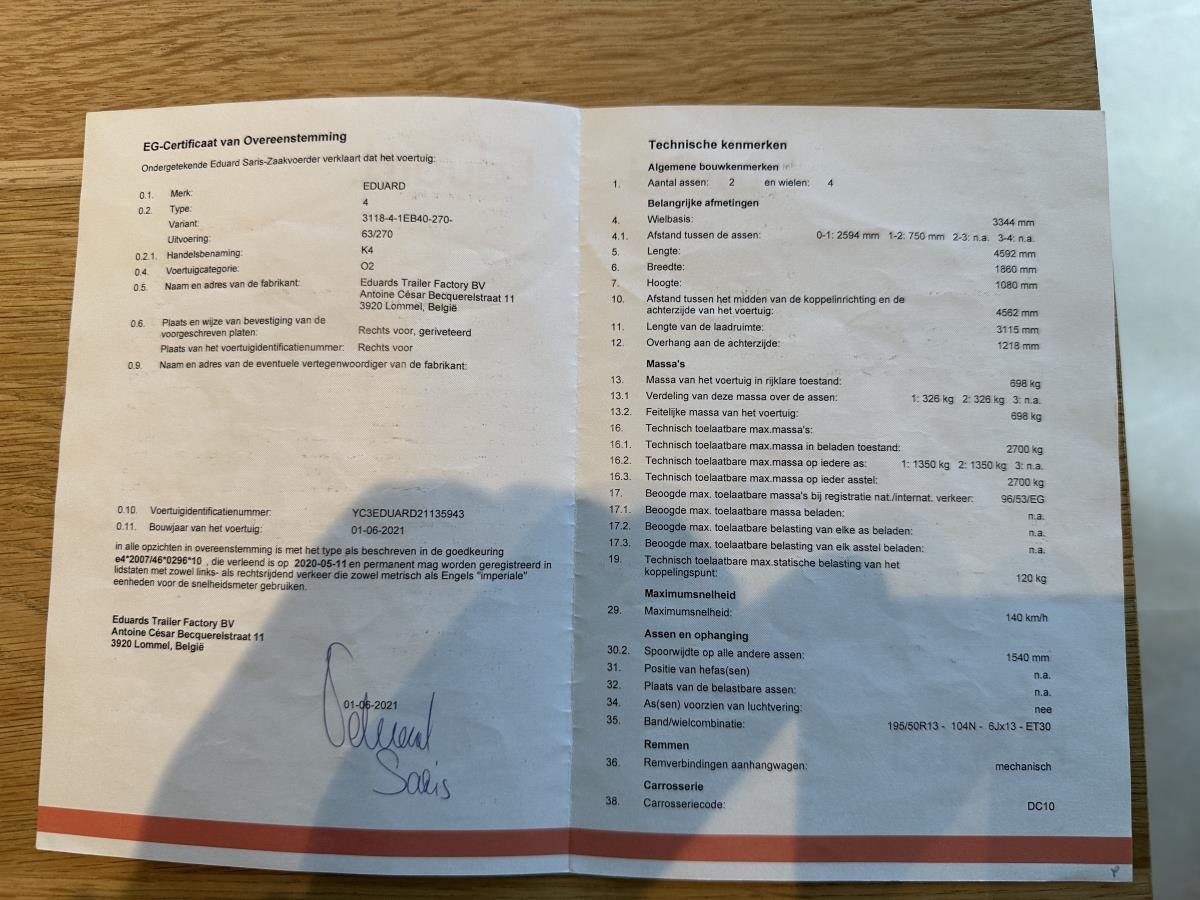 EG-Certificaat van Overeenstemming
Ondergetekende Eduard Saris-Zaakvoerder verklaart dat het voertuig:
0.1. Merk: EDUARD
0.2. Type: 4
Variant: 3118-4-1EB40-270-
Uitvoering: 63/270
0.2.1. Handelsbenaming: K4
0.4. Voertuigcategorie: O2
0.5. Naam en adres van de fabrikant: Eduards Trailer Factory BV
Antoine César Becquerelstraat 11
3920 Lommel, België
0.6. Plaats en wijze van bevestiging van de
voorgeschreven platen: Rechts voor, geriveteerd
Plaats van het voertuigidentificatienummer: Rechts voor
0.9. Naam en adres van de eventuele vertegenwoordiger van de fabrikant:
0.10. Voertuigidentificatienummer: YC3EDUARD21135943
0.11. Bouwjaar van het voertuig: 01-06-2021
in alle opzichten in overeenstemming is met het type als beschreven in de goedkeuring
e4*2007/46*0296*10 , die verleend is op 2020-05-11 en permanent mag worden geregistreerd in
lidstaten met zowel links- als rechtsrijdend verkeer die zowel metrisch als Engels "imperiale"
eenheden voor de snelheidsmeter gebruiken.
Eduards Trailer Factory BV
Antoine César Becquerelstraat 11
3920 Lommel, België
01-06-2021
Eduard
Saris
Technische kenmerken
Algemene bouwkenmerken
1. Aantal assen: 2 en wielen: 4
Belangrijke afmetingen
4. Wielbasis: 3344 mm
4.1. Afstand tussen de assen: 0-1: 2594 mm 1-2: 750 mm 2-3: n.a. 3-4: n.a.
5. Lengte: 4592 mm
6. Breedte: 1860 mm
7. Hoogte: 1080 mm
10. Afstand tussen het midden van de koppelinrichting en de
achterzijde van het voertuig: 4562 mm
11. Lengte van de laadruimte: 3115 mm
12. Overhang aan de achterzijde: 1218 mm
Massa's
13. Massa van het voertuig in rijklare toestand: 698 kg
13.1 Verdeling van deze massa over de assen: 1: 326 kg 2: 326 kg 3: n.a.
13.2. Feitelijke massa van het voertuig: 698 kg
16. Technisch toelaatbare max.massa's:
16.1. Technisch toelaatbare max.massa in beladen toestand: 2700 kg
16.2. Technisch toelaatbare max.massa op iedere as: 1: 1350 kg 2: 1350 kg 3: n.a.
16.3. Technisch toelaatbare max.massa op ieder asstel: 2700 kg
17. Beoogde max. toelaatbare massa's bij registratie nat./internat. verkeer: 96/53/EG
17.1. Beoogde max. toelaatbare massa beladen: n.a.
17.2. Beoogde max. toelaatbare belasting van elke as beladen: n.a.
17.3. Beoogde max. toelaatbare belasting van elk asstel beladen: n.a.
19. Technisch toelaatbare max.statische belasting van het
koppelingspunt: 120 kg
Maximumsnelheid
29. Maximumsnelheid: 140 km/h
Assen en ophanging
30.2. Spoorwijdte op alle andere assen: 1540 mm
31. Positie van hefas(sen) n.a.
32. Plaats van de belastbare assen: n.a.
34. As(sen) voorzien van luchtvering: nee
35. Band/wielcombinatie: 195/50R13 - 104N - 6Jx13 - ET30
Remmen
36. Remverbindingen aanhangwagen: mechanisch
Carrosserie
38. Carrosseriecode: DC10